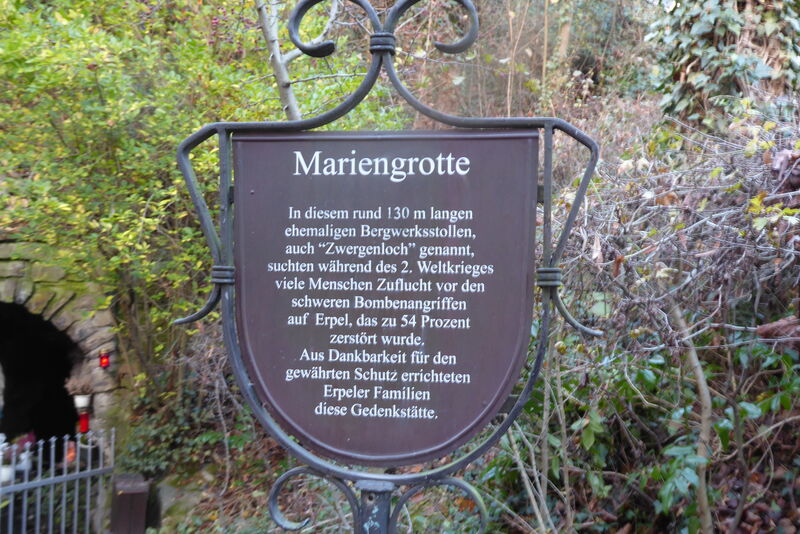 Mariengrotte
In diesem rund 130 m langen
ehemaligen Bergwerksstollen,
auch “Zwergenloch” genannt,
suchten während des 2. Weltkrieges
viele Menschen Zuflucht vor den
schweren Bombenangriffen
auf Erpel, das zu 54 Prozent
zerstört wurde.
Aus Dankbarkeit für den
gewährten Schutz errichteten
Erpeler Familien
diese Gedenkstätte.